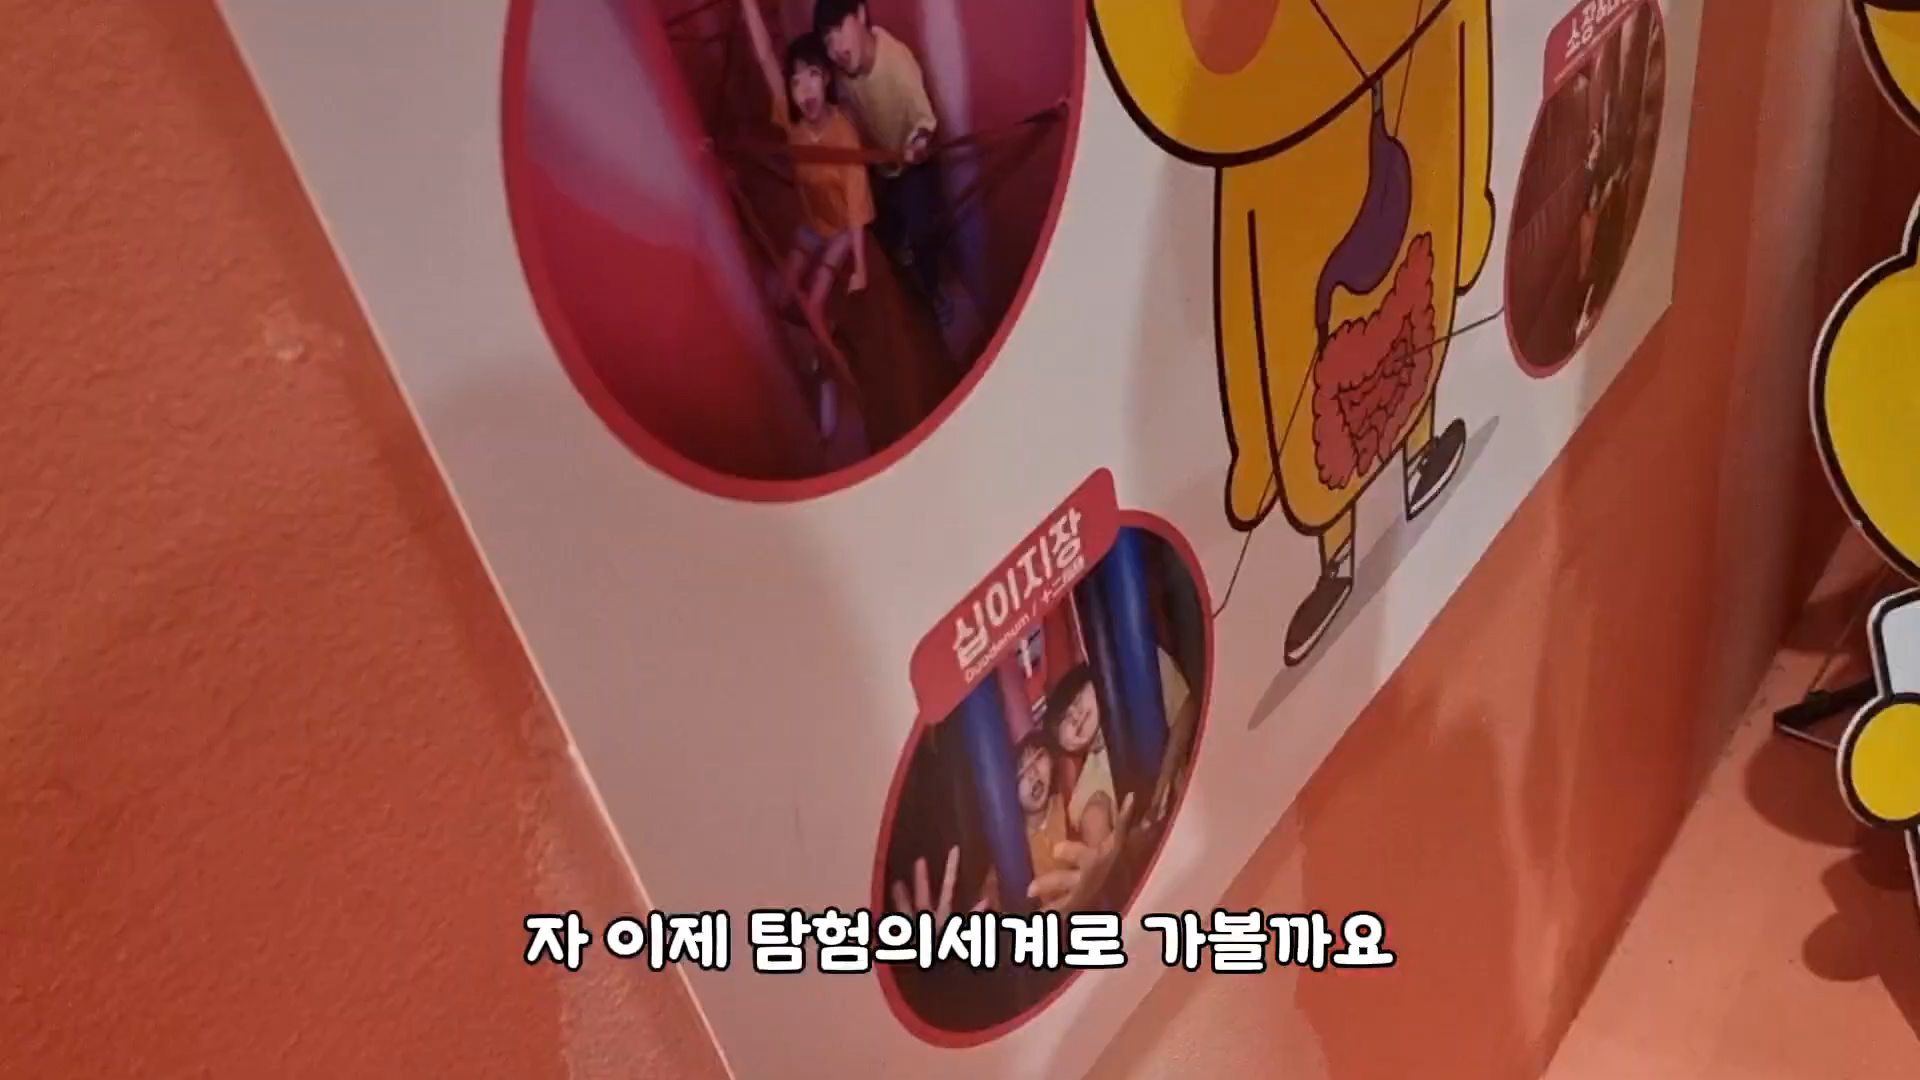 십이지장
Duodenum / 十二指腸
자 이제 탐험의세계로 가볼까요